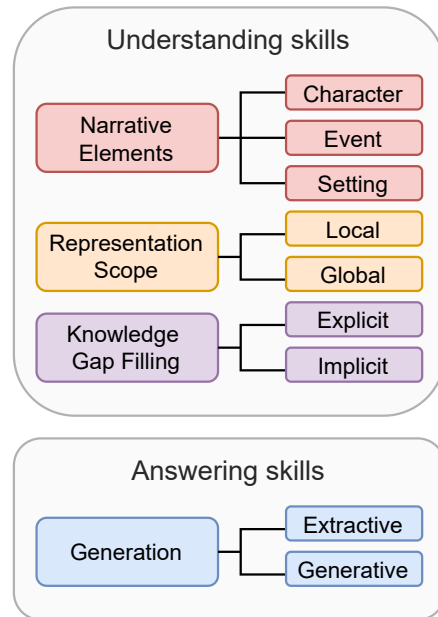 Understanding skills
Narrative
Elements
Character
Event
Setting
Representation
Scope
Local
Global
Knowledge
Gap Filling
Explicit
Implicit
Answering skills
Generation
Extractive
Generative